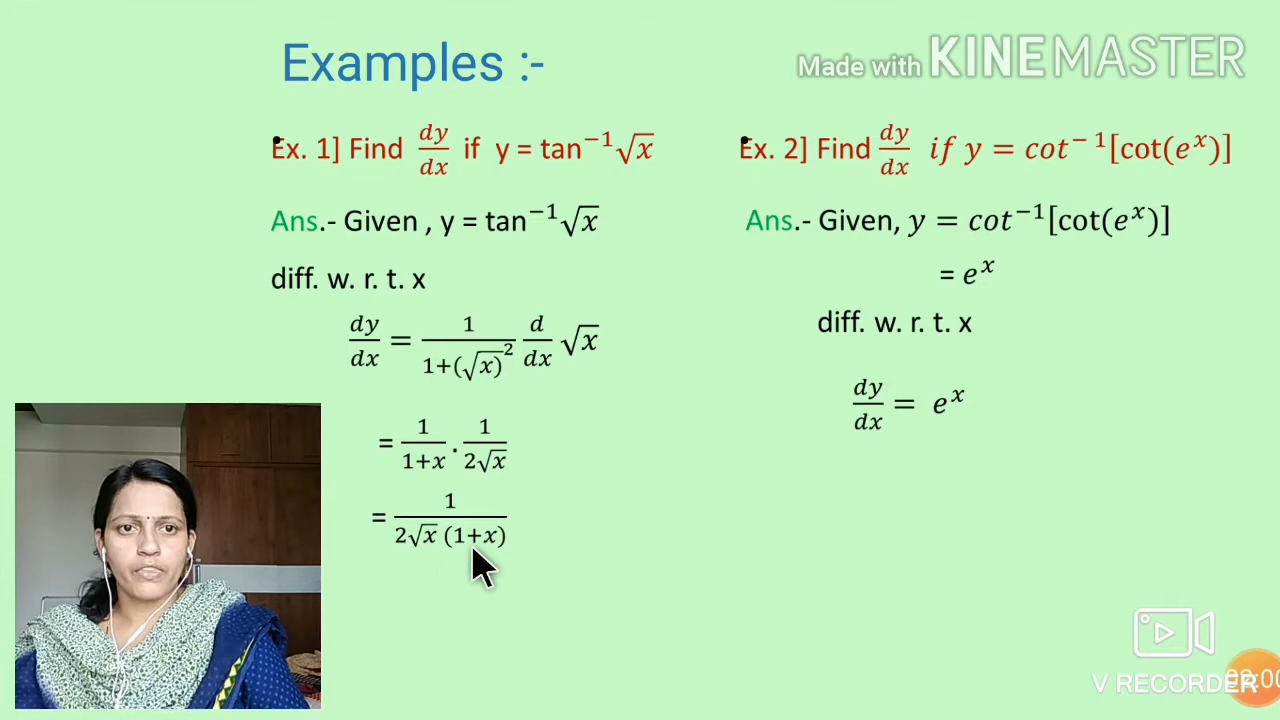 Examples :-
Made with KINEMASTER
Ex. 1] Find dy/dx if y = tan⁻¹√x
Ans.- Given , y = tan⁻¹√x
diff. w. r. t. x
dy/dx = 1/(1+(√x)²) d/dx √x
= 1/(1+x) . 1/(2√x)
= 1/(2√x (1+x))
Ex. 2] Find dy/dx if y = cot⁻¹[cot(eˣ)]
Ans.- Given, y = cot⁻¹[cot(eˣ)]
= eˣ
diff. w. r. t. x
dy/dx = eˣ
V RECORDER